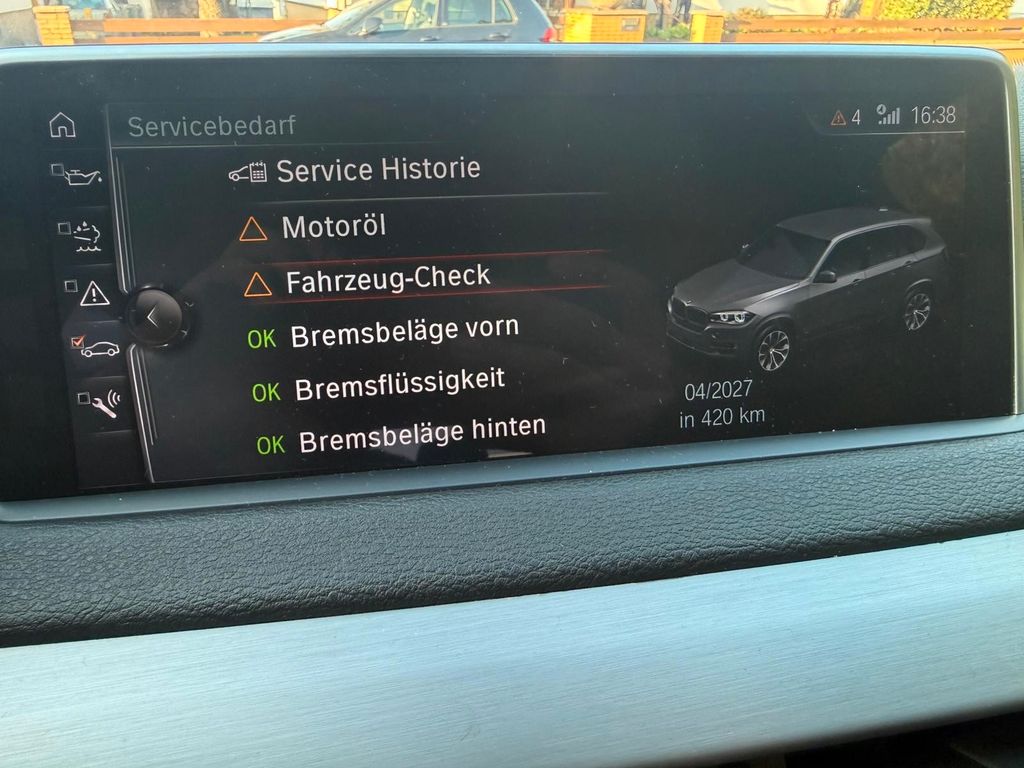 Servicebedarf
4 16:38
Service Historie
Motoröl
Fahrzeug-Check
OK Bremsbeläge vorn
OK Bremsflüssigkeit
OK Bremsbeläge hinten
04/2027
in 420 km